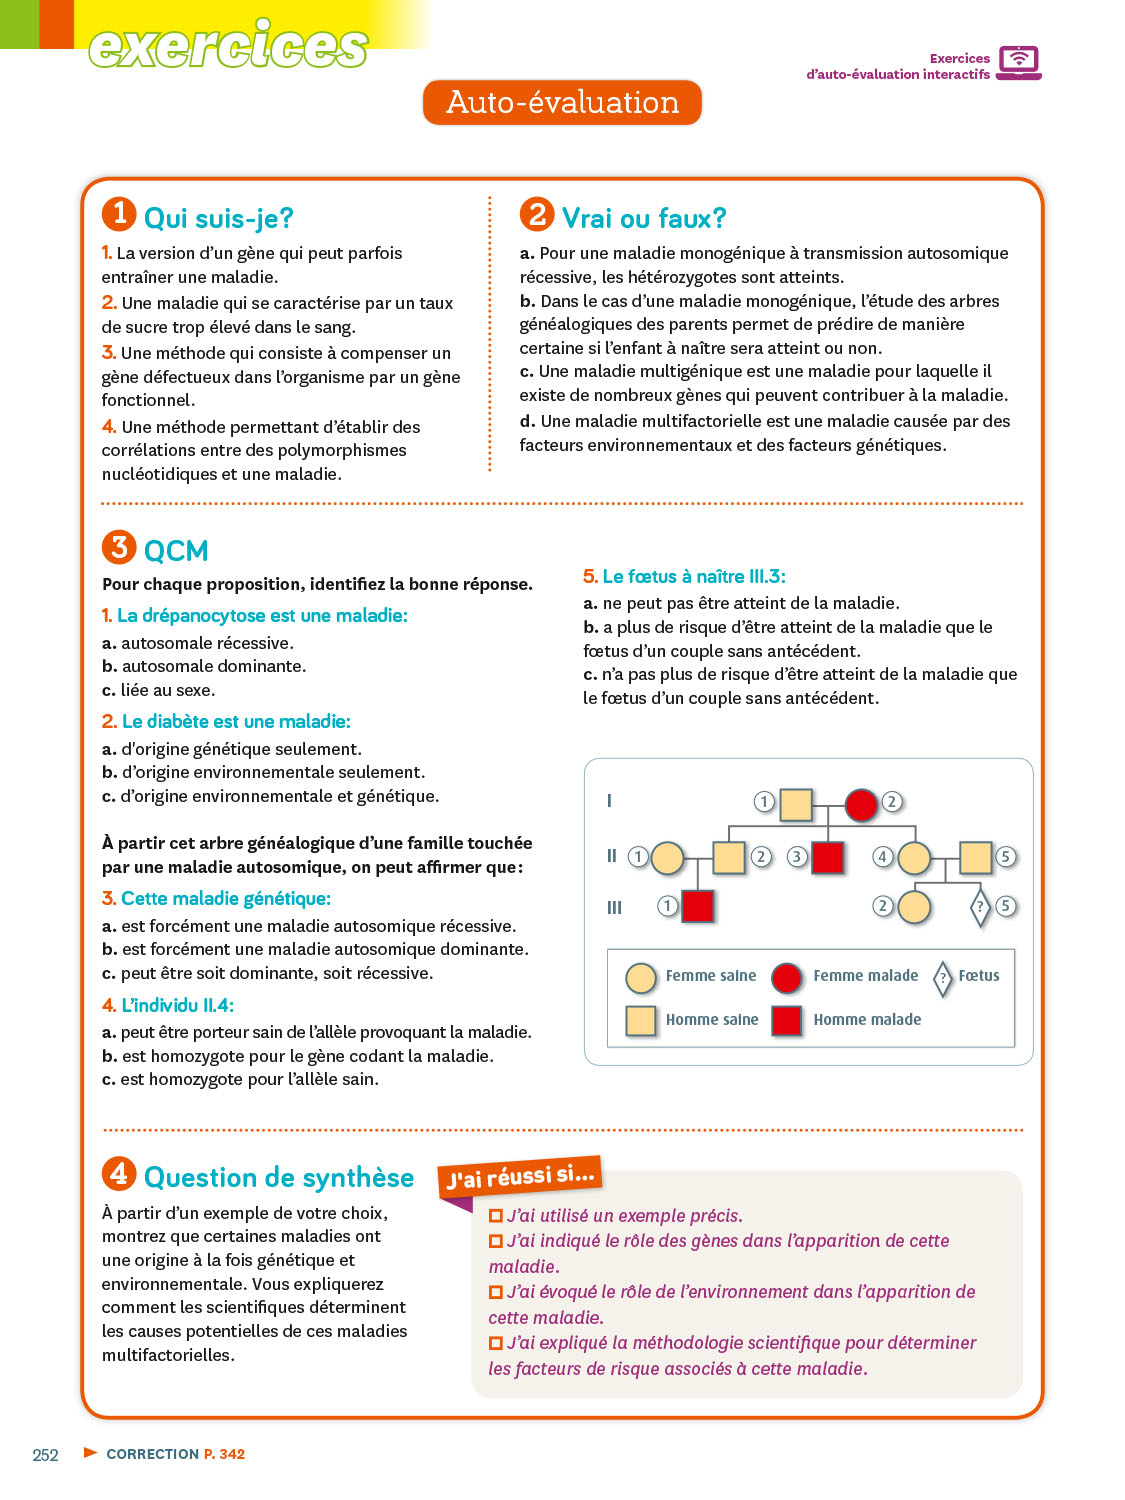 exercices
Exercices
d'auto-évaluation interactifs
Auto-évaluation
1 Qui suis-je?
1. La version d'un gène qui peut parfois
entraîner une maladie.
2. Une maladie qui se caractérise par un taux
de sucre trop élevé dans le sang.
3. Une méthode qui consiste à compenser un
gène défectueux dans l'organisme par un gène
fonctionnel.
4. Une méthode permettant d'établir des
corrélations entre des polymorphismes
nucléotidiques et une maladie.
2 Vrai ou faux?
a. Pour une maladie monogénique à transmission autosomique
récessive, les hétérozygotes sont atteints.
b. Dans le cas d'une maladie monogénique, l'étude des arbres
généalogiques des parents permet de prédire de manière
certaine si l'enfant à naître sera atteint ou non.
c. Une maladie multigénique est une maladie pour laquelle il
existe de nombreux gènes qui peuvent contribuer à la maladie.
d. Une maladie multifactorielle est une maladie causée par des
facteurs environnementaux et des facteurs génétiques.
3 QCM
Pour chaque proposition, identifiez la bonne réponse.
1. La drépanocytose est une maladie:
a. autosomale récessive.
b. autosomale dominante.
c. liée au sexe.
2. Le diabète est une maladie:
a. d'origine génétique seulement.
b. d'origine environnementale seulement.
c. d'origine environnementale et génétique.
À partir cet arbre généalogique d'une famille touchée
par une maladie autosomique, on peut affirmer que:
3. Cette maladie génétique:
a. est forcément une maladie autosomique récessive.
b. est forcément une maladie autosomique dominante.
c. peut être soit dominante, soit récessive.
4. L'individu II.4:
a. peut être porteur sain de l'allèle provoquant la maladie.
b. est homozygote pour le gène codant la maladie.
c. est homozygote pour l'allèle sain.
5. Le fœtus à naître III.3:
a. ne peut pas être atteint de la maladie.
b. a plus de risque d'être atteint de la maladie que le
fœtus d'un couple sans antécédent.
c. n'a pas plus de risque d'être atteint de la maladie que
le fœtus d'un couple sans antécédent.
I 1 2
II 1 2 3 4 5
III 1 2 ? 5
Femme saine Femme malade ? Fœtus
Homme saine Homme malade
4 Question de synthèse
À partir d'un exemple de votre choix,
montrez que certaines maladies ont
une origine à la fois génétique et
environnementale. Vous expliquerez
comment les scientifiques déterminent
les causes potentielles de ces maladies
multifactorielles.
J'ai réussi si...
J'ai utilisé un exemple précis.
J'ai indiqué le rôle des gènes dans l'apparition de cette
maladie.
J'ai évoqué le rôle de l'environnement dans l'apparition de
cette maladie.
J'ai expliqué la méthodologie scientifique pour déterminer
les facteurs de risque associés à cette maladie.
252 CORRECTION P. 342